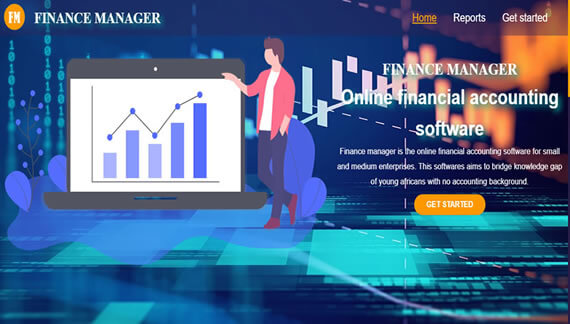 FM
FINANCE MANAGER
Home Reports Get started
FINANCE MANAGER
Online financial accounting
software
Finance manager is the online financial accounting software for small
and medium enterprises. This softwares aims to bridge knowledge gap
of young africans with no accounting background.
GET STARTED